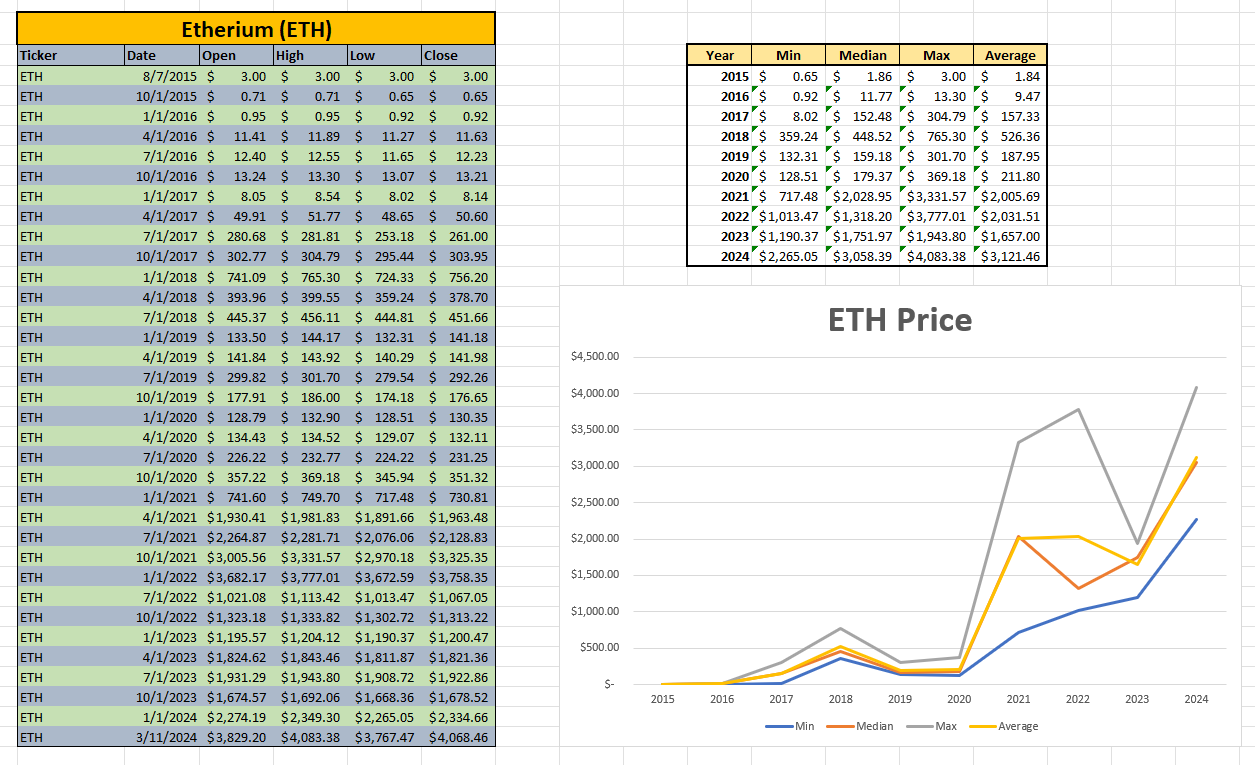 Etherium (ETH)
Ticker Date Open High Low Close
ETH 8/7/2015 $ 3.00 $ 3.00 $ 3.00 $ 3.00
ETH 10/1/2015 $ 0.71 $ 0.71 $ 0.65 $ 0.65
ETH 1/1/2016 $ 0.95 $ 0.95 $ 0.92 $ 0.92
ETH 4/1/2016 $ 11.41 $ 11.89 $ 11.27 $ 11.63
ETH 7/1/2016 $ 12.40 $ 12.55 $ 11.65 $ 12.23
ETH 10/1/2016 $ 13.24 $ 13.30 $ 13.07 $ 13.21
ETH 1/1/2017 $ 8.05 $ 8.54 $ 8.02 $ 8.14
ETH 4/1/2017 $ 49.91 $ 51.77 $ 48.65 $ 50.60
ETH 7/1/2017 $ 280.68 $ 281.81 $ 253.18 $ 261.00
ETH 10/1/2017 $ 302.77 $ 304.79 $ 295.44 $ 303.95
ETH 1/1/2018 $ 741.09 $ 765.30 $ 724.33 $ 756.20
ETH 4/1/2018 $ 393.96 $ 399.55 $ 359.24 $ 378.70
ETH 7/1/2018 $ 445.37 $ 456.11 $ 444.81 $ 451.66
ETH 1/1/2019 $ 133.50 $ 144.17 $ 132.31 $ 141.18
ETH 4/1/2019 $ 141.84 $ 143.92 $ 140.29 $ 141.98
ETH 7/1/2019 $ 299.82 $ 301.70 $ 279.54 $ 292.26
ETH 10/1/2019 $ 177.91 $ 186.00 $ 174.18 $ 176.65
ETH 1/1/2020 $ 128.79 $ 132.90 $ 128.51 $ 130.35
ETH 4/1/2020 $ 134.43 $ 134.52 $ 129.07 $ 132.11
ETH 7/1/2020 $ 226.22 $ 232.77 $ 224.22 $ 231.25
ETH 10/1/2020 $ 357.22 $ 369.18 $ 345.94 $ 351.32
ETH 1/1/2021 $ 741.60 $ 749.70 $ 717.48 $ 730.81
ETH 4/1/2021 $1,930.41 $1,981.83 $1,891.66 $1,963.48
ETH 7/1/2021 $2,264.87 $2,281.71 $2,076.06 $2,128.83
ETH 10/1/2021 $3,005.56 $3,331.57 $2,970.18 $3,325.35
ETH 1/1/2022 $3,682.17 $3,777.01 $3,672.59 $3,758.35
ETH 7/1/2022 $1,021.08 $1,113.42 $1,013.47 $1,067.05
ETH 10/1/2022 $1,323.18 $1,333.82 $1,302.72 $1,313.22
ETH 1/1/2023 $1,195.57 $1,204.12 $1,190.37 $1,200.47
ETH 4/1/2023 $1,824.62 $1,843.46 $1,811.87 $1,821.36
ETH 7/1/2023 $1,931.29 $1,943.80 $1,908.72 $1,922.86
ETH 10/1/2023 $1,674.57 $1,692.06 $1,668.36 $1,678.52
ETH 1/1/2024 $2,274.19 $2,349.30 $2,265.05 $2,334.66
ETH 3/11/2024 $3,829.20 $4,083.38 $3,767.47 $4,068.46
Year Min Median Max Average
2015 $ 0.65 $ 1.86 $ 3.00 $ 1.84
2016 $ 0.92 $ 11.77 $ 13.30 $ 9.47
2017 $ 8.02 $ 152.48 $ 304.79 $ 157.33
2018 $ 359.24 $ 448.52 $ 765.30 $ 526.36
2019 $ 132.31 $ 159.18 $ 301.70 $ 187.95
2020 $ 128.51 $ 179.37 $ 369.18 $ 211.80
2021 $ 717.48 $2,028.95 $3,331.57 $2,005.69
2022 $1,013.47 $1,318.20 $3,777.01 $2,031.51
2023 $1,190.37 $1,751.97 $1,943.80 $1,657.00
2024 $2,265.05 $3,058.39 $4,083.38 $3,121.46
ETH Price
$4,500.00
$4,000.00
$3,500.00
$3,000.00
$2,500.00
$2,000.00
$1,500.00
$1,000.00
$500.00
$-
2015 2016 2017 2018 2019 2020 2021 2022 2023 2024
Min Median Max Average